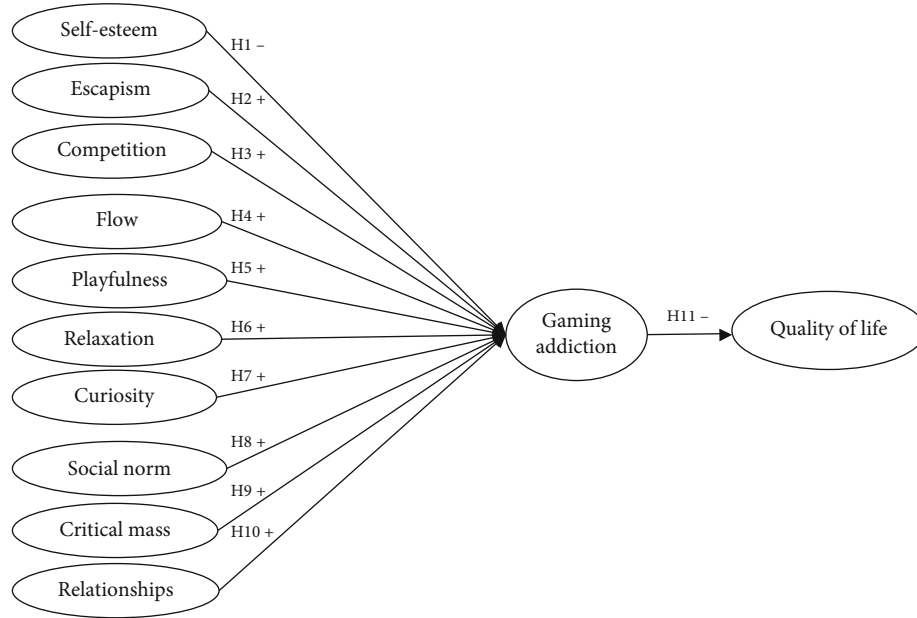 Self-esteem
H1 –
Escapism
H2 +
Competition
H3 +
Flow
H4 +
Playfulness
H5 +
Relaxation
H6 +
Curiosity
H7 +
Social norm
H8 +
Critical mass
H9 +
Relationships
H10 +
Gaming
addiction
H11 –
Quality of life